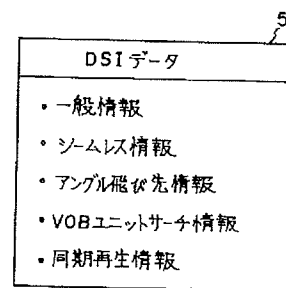 5
DSIデータ
• 一般情報
• シームレス情報
• アングル飛び先情報
• VOBユニットサーチ情報
• 同期再生情報